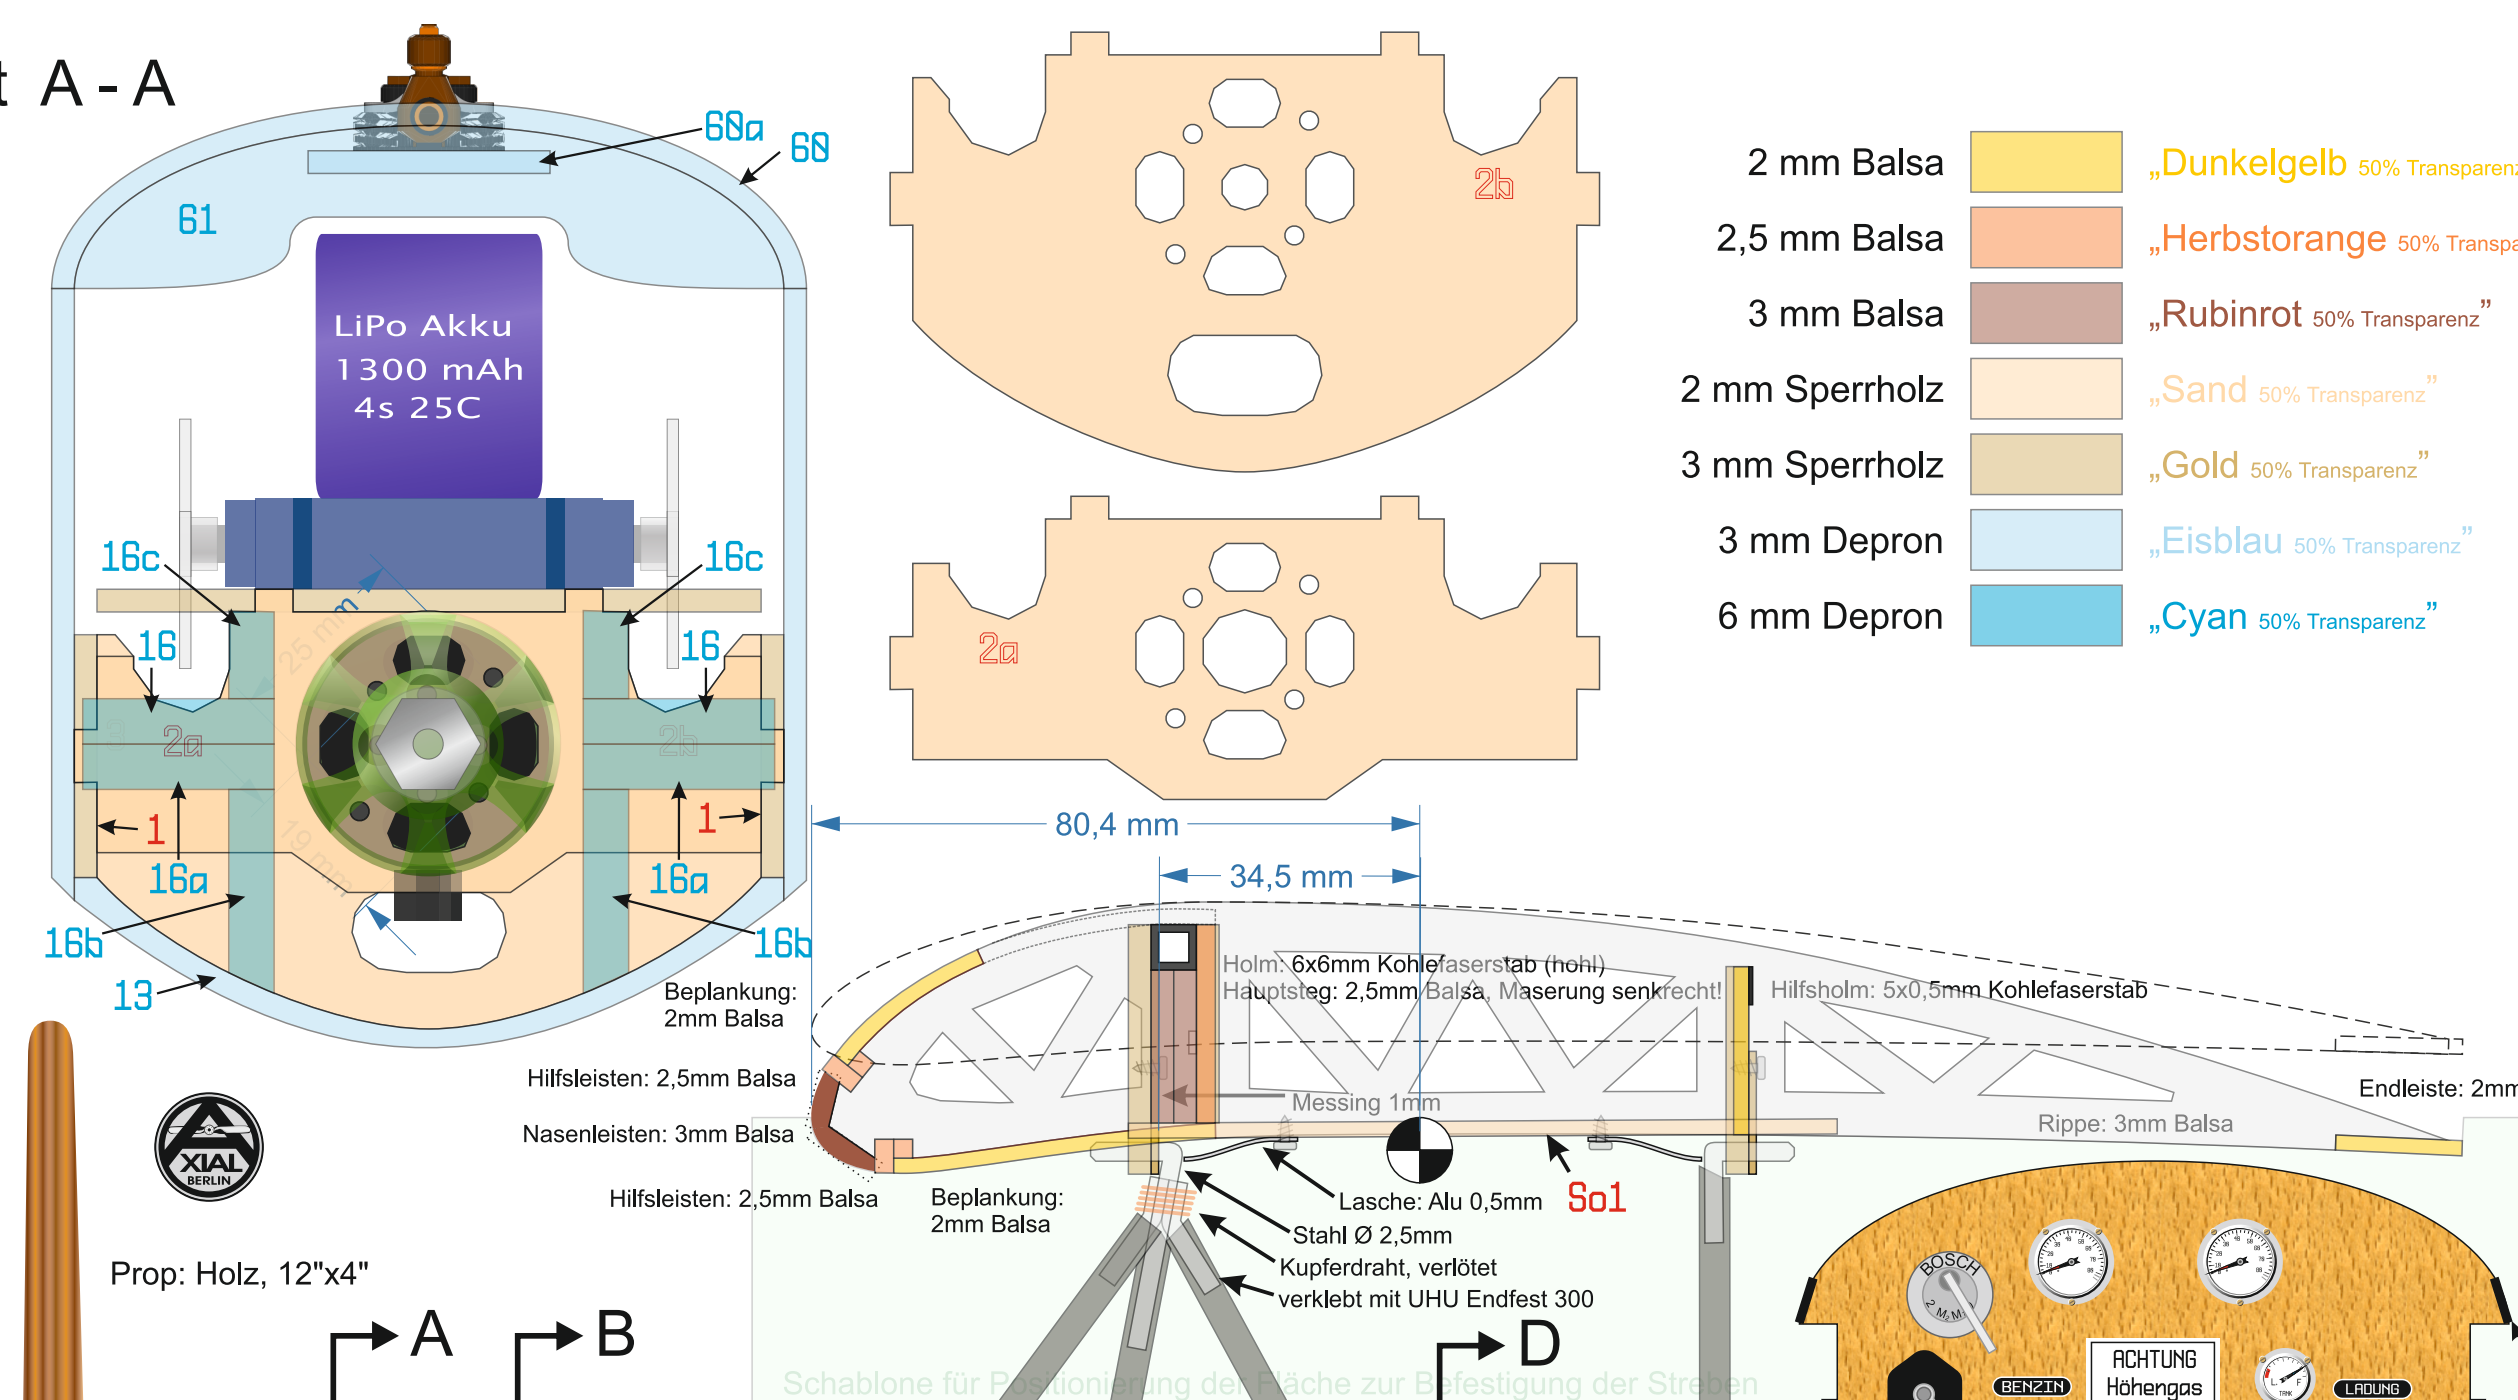 t A - A
60a
60
61
LiPo Akku
1300 mAh
4s 25C
16c
16c
25 mm
16
16
2a
2b
1
1
19 mm
16a
16a
16b
16b
13
2b
2a
2 mm Balsa
„Dunkelgelb 50% Transparenz
2,5 mm Balsa
„Herbstorange 50% Transpa
3 mm Balsa
„Rubinrot 50% Transparenz”
2 mm Sperrholz
„Sand 50% Transparenz”
3 mm Sperrholz
„Gold 50% Transparenz”
3 mm Depron
„Eisblau 50% Transparenz”
6 mm Depron
„Cyan 50% Transparenz”
80,4 mm
34,5 mm
Holm: 6x6mm Kohlefaserstab (hohl)
Hauptsteg: 2,5mm Balsa, Maserung senkrecht!
Hilfsholm: 5x0,5mm Kohlefaserstab
Beplankung:
2mm Balsa
Hilfsleisten: 2,5mm Balsa
Nasenleisten: 3mm Balsa
Hilfsleisten: 2,5mm Balsa
Beplankung:
2mm Balsa
Messing 1mm
Endleiste: 2mm
Rippe: 3mm Balsa
Lasche: Alu 0,5mm
So1
Stahl Ø 2,5mm
Kupferdraht, verlötet
verklebt mit UHU Endfest 300
AXIAL
BERLIN
Prop: Holz, 12"x4"
A
B
D
Schablone für Positionierung der Fläche zur Befestigung der Streben
BOSCH
ACHTUNG
Höhengas
BENZIN
L F
TANK
LADUNG